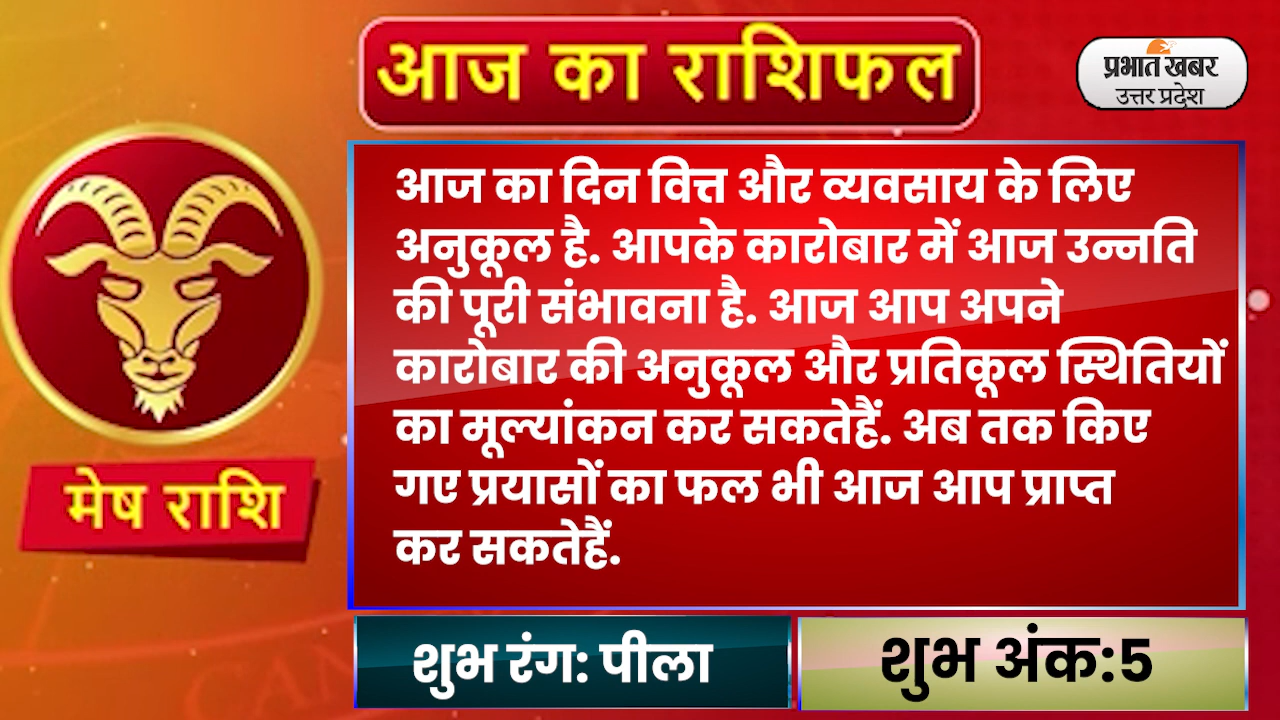 आज का राशिफल
प्रभात खबर
उत्तर प्रदेश
आज का दिन वित्त और व्यवसाय के लिए
अनुकूल है. आपके कारोबार में आज उन्नति
की पूरी संभावना है. आज आप अपने
कारोबार की अनुकूल और प्रतिकूल स्थितियों
का मूल्यांकन कर सकतेहैं. अब तक किए
गए प्रयासों का फल भी आज आप प्राप्त
कर सकतेहैं.
मेष राशि
शुभ रंग: पीला
शुभ अंक:5